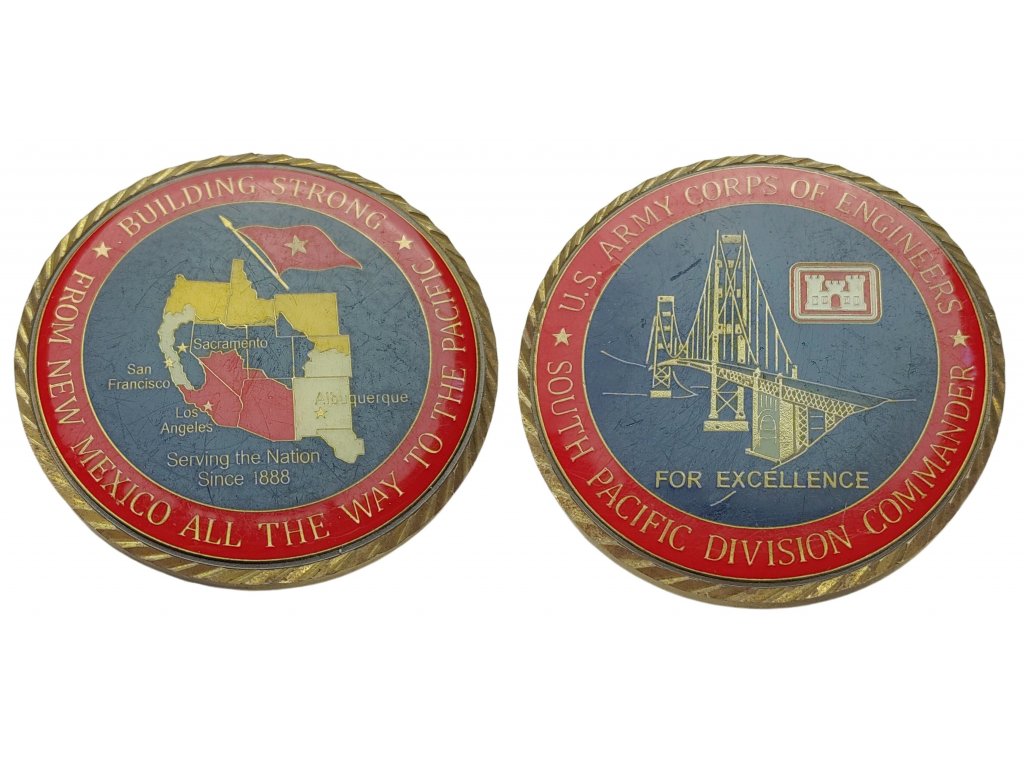 BUILDING STRONG
FROM NEW MEXICO ALL THE WAY TO THE PACIFIC
Sacramento
San
Francisco
Los
Angeles
Albuquerque
Serving the Nation
Since 1888
U.S. ARMY CORPS OF ENGINEERS
SOUTH PACIFIC DIVISION COMMANDER
FOR EXCELLENCE